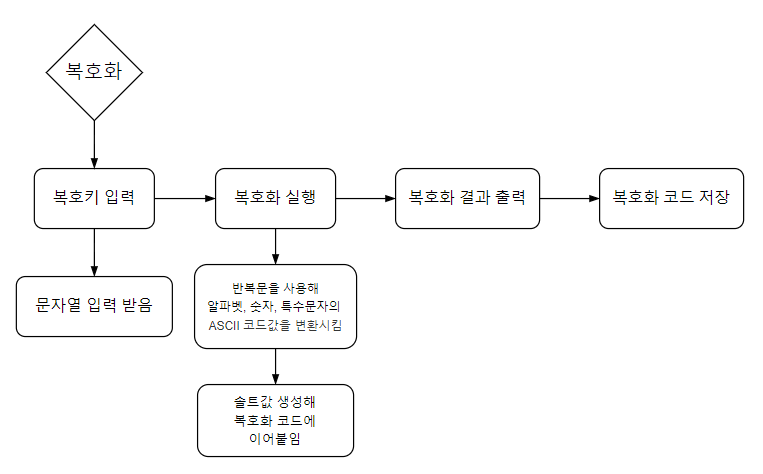 복호화
복호키 입력
복호화 실행
복호화 결과 출력
복호화 코드 저장
문자열 입력 받음
반복문을 사용해
알파벳, 숫자, 특수문자의
ASCII 코드값을 변환시킴
솔트값 생성해
복호화 코드에
이어붙임